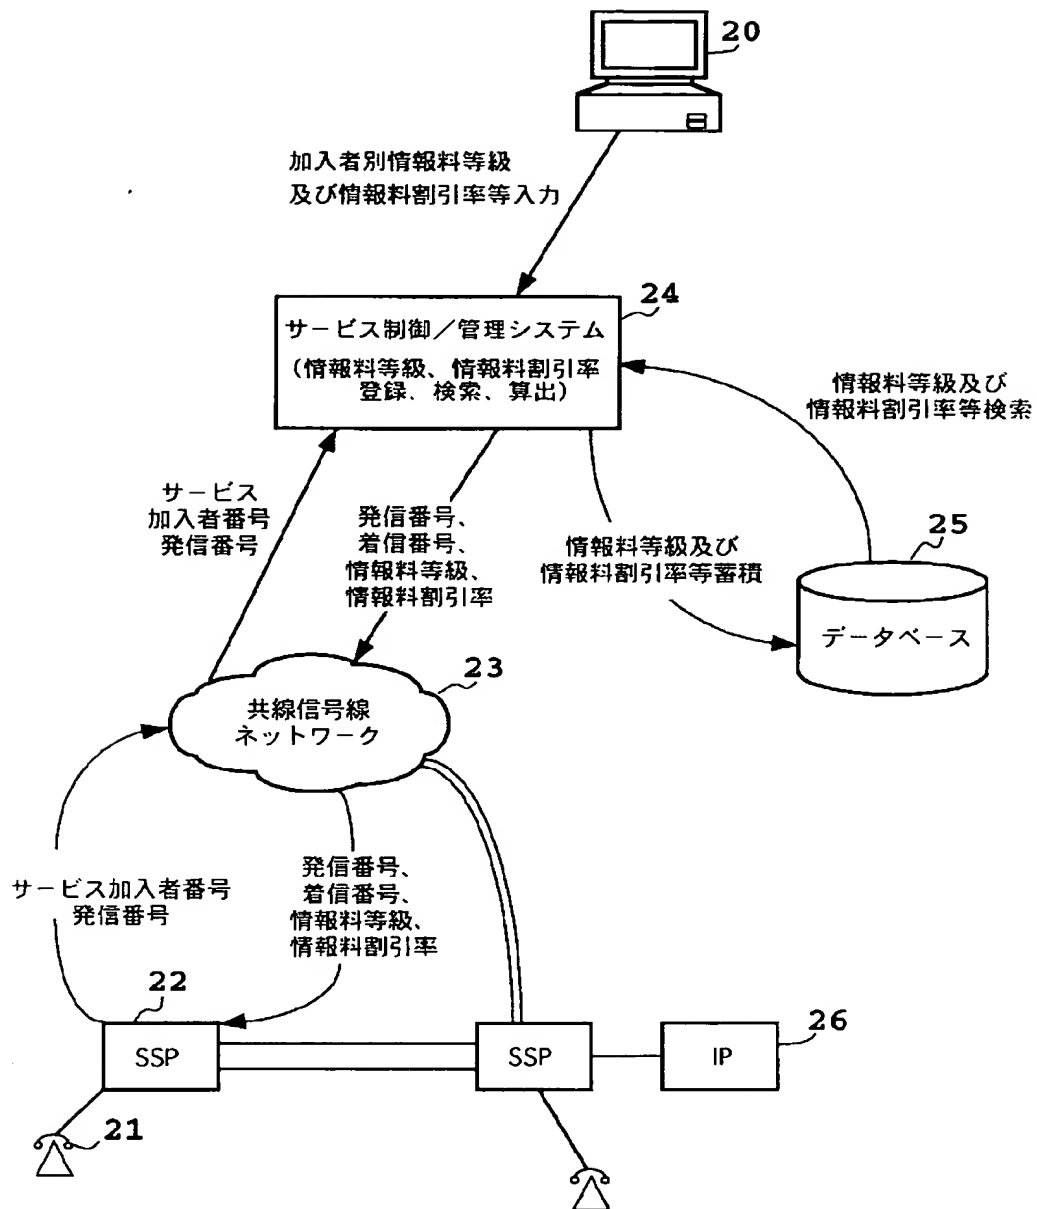 20
加入者別情報料等級
及び情報料割引率等入力
24
サービス制御／管理システム
（情報料等級、情報料割引率
登録、検索、算出）
情報料等級及び
情報料割引率等検索
サービス
加入者番号
発信番号
発信番号、
着信番号、
情報料等級、
情報料割引率
情報料等級及び
情報料割引率等蓄積
25
データベース
23
共線信号線
ネットワーク
サービス加入者番号
発信番号
発信番号、
着信番号、
情報料等級、
情報料割引率
22
SSP
SSP
26
IP
21